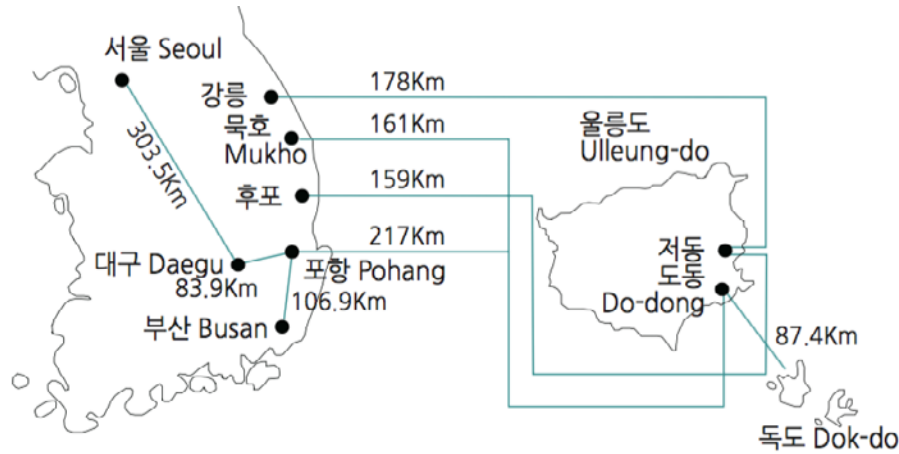 서울 Seoul
강릉
178Km
묵호
Mukho
161Km
울릉도
Ulleung-do
303.5Km
후포
159Km
217Km
저동
대구 Daegu
포항 Pohang
도동
83.9Km
106.9Km
Do-dong
부산 Busan
87.4Km
독도 Dok-do